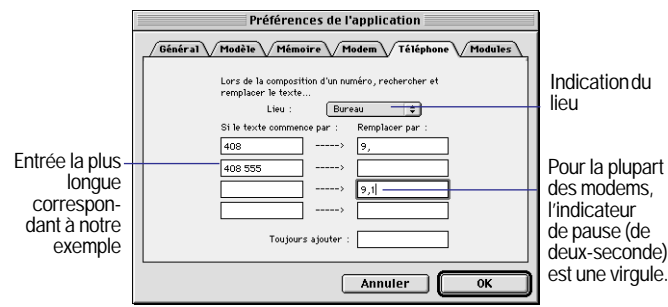 Préférences de l'application
Général Modèle Mémoire Modem Téléphone Modules
Lors de la composition d'un numéro, rechercher et
remplacer le texte...
Lieu : Bureau
Si le texte commence par : Remplacer par :
408 -----> 9,
408 555 ----->
-----> 9,1
----->
Toujours ajouter :
Annuler OK
Entrée la plus
longue
correspon-
dant à notre
exemple
Indication du
lieu
Pour la plupart
des modems,
l'indicateur
de pause (de
deux-seconde)
est une virgule.